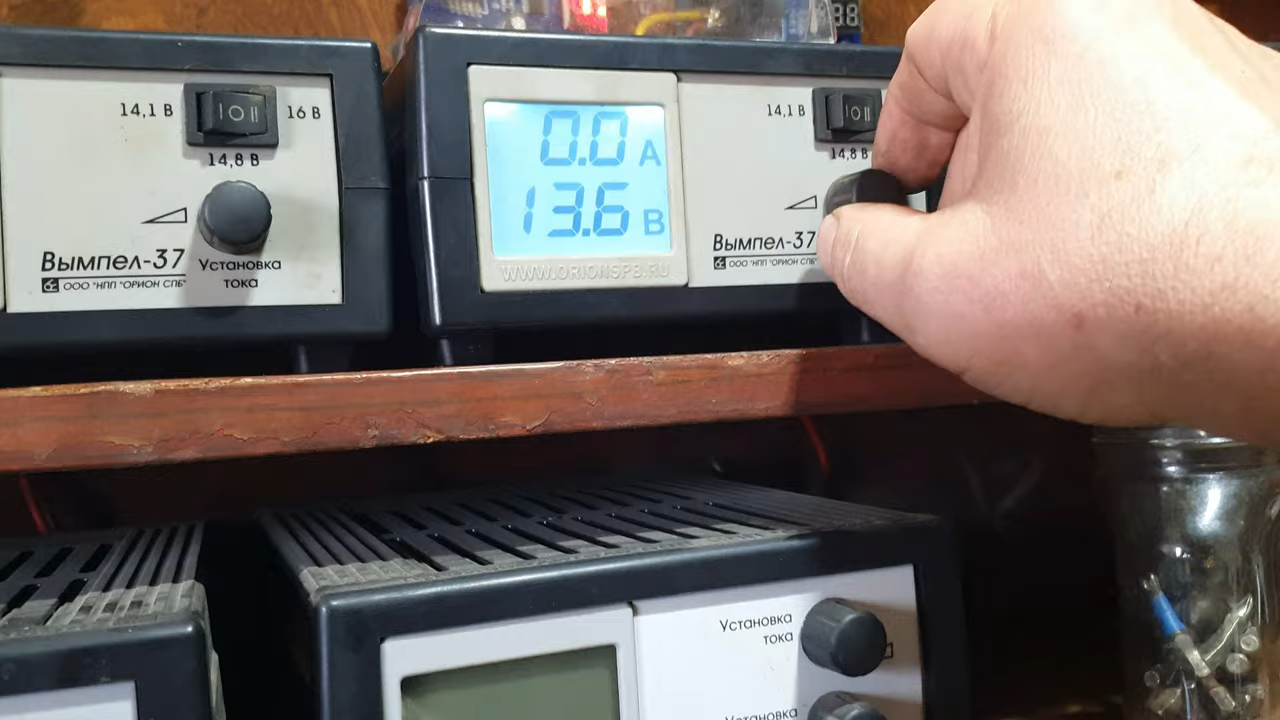 14,1 В
16 В
14,8 В
Вымпел-37
ООО "НПП "ОРИОН СПб"
Установка
тока
0.0 А
13.6 В
WWW.ORIONSPB.RU
14,1 В
14,8 В
Вымпел-37
ООО "НПП "ОРИОН СПб"
Установка
тока
Установка